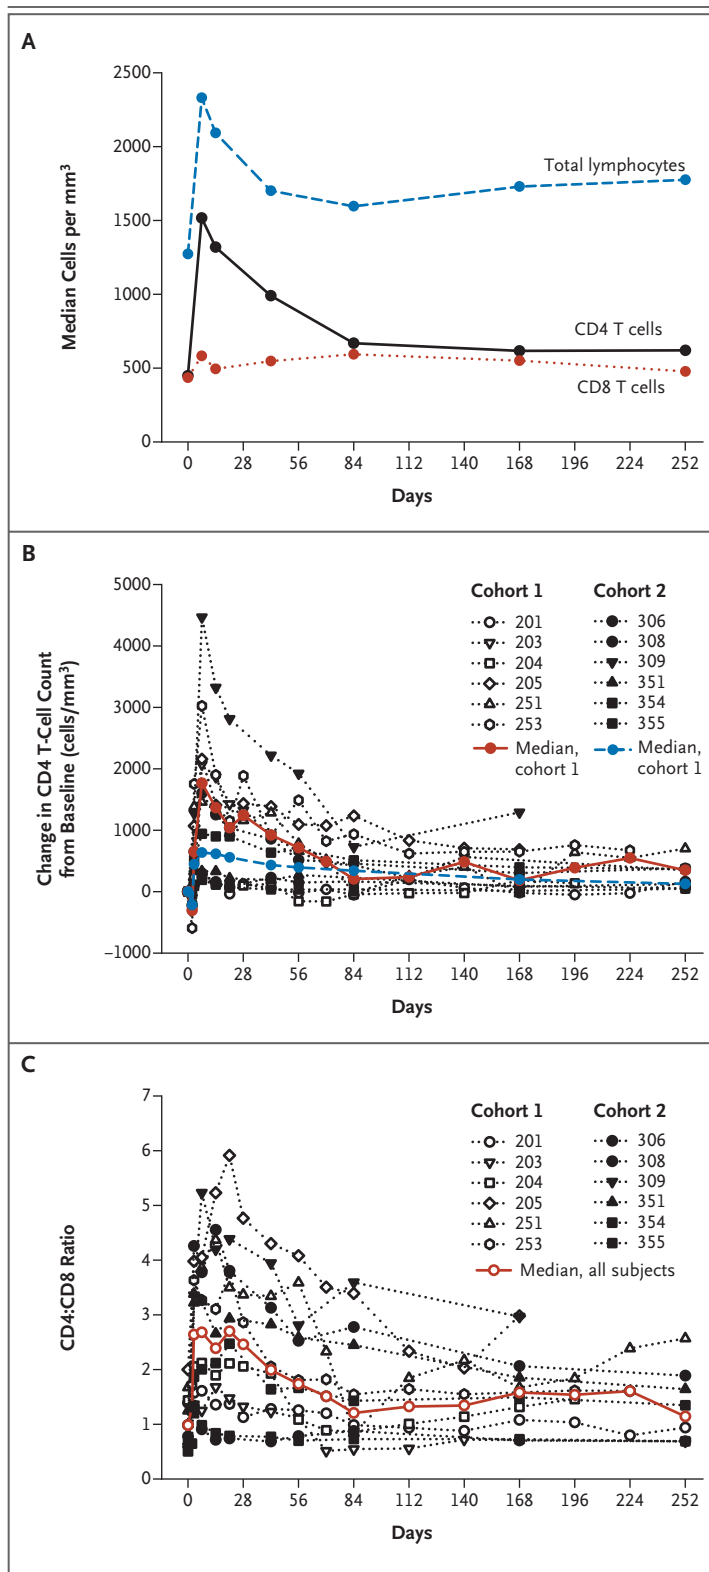 A
2500
2000
1500
1000
500
0
Median Cells per mm³
Total lymphocytes
CD4 T cells
CD8 T cells
0 28 56 84 112 140 168 196 224 252
Days
B
5000
4000
3000
2000
1000
0
−1000
Change in CD4 T-Cell Count
from Baseline (cells/mm³)
Cohort 1
201
203
204
205
251
253
Median,
cohort 1
Cohort 2
306
308
309
351
354
355
Median,
cohort 1
0 28 56 84 112 140 168 196 224 252
Days
C
7
6
5
4
3
2
1
0
CD4:CD8 Ratio
Cohort 1
201
203
204
205
251
253
Cohort 2
306
308
309
351
354
355
Median, all subjects
0 28 56 84 112 140 168 196 224 252
Days